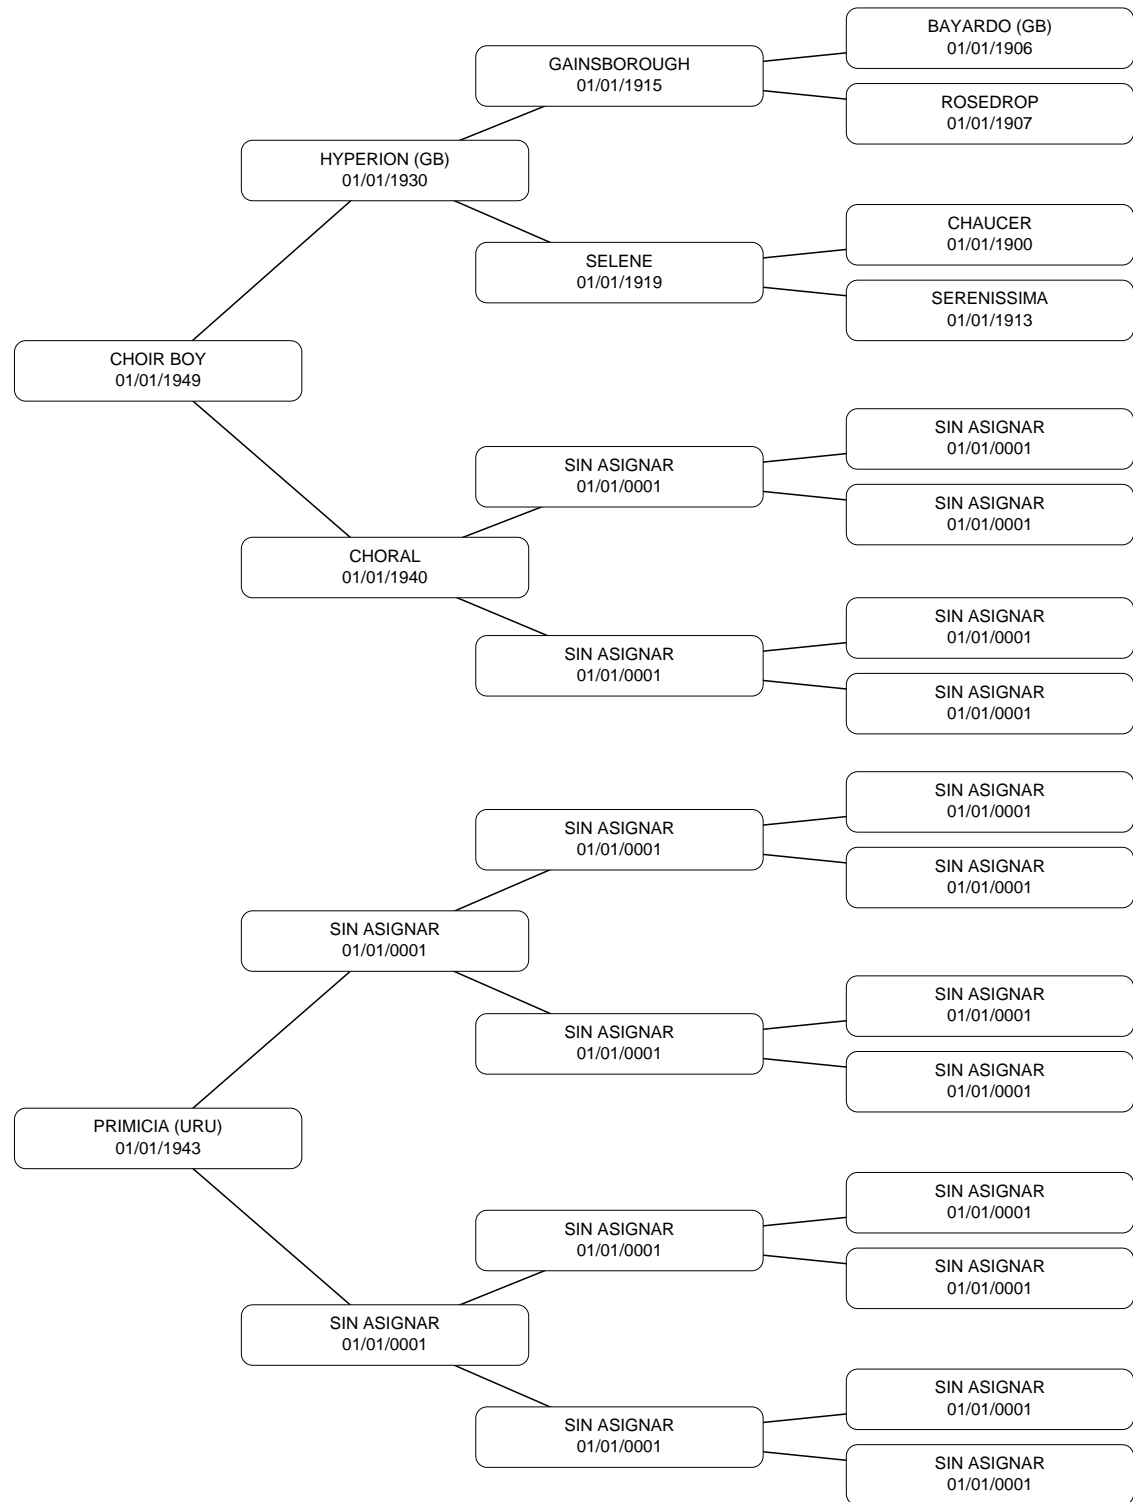 BAYARDO (GB)
01/01/1906
GAINSBOROUGH
01/01/1915
ROSEDROP
01/01/1907
HYPERION (GB)
01/01/1930
CHAUCER
01/01/1900
SELENE
01/01/1919
SERENISSIMA
01/01/1913
CHOIR BOY
01/01/1949
SIN ASIGNAR
01/01/0001
SIN ASIGNAR
01/01/0001
SIN ASIGNAR
01/01/0001
CHORAL
01/01/1940
SIN ASIGNAR
01/01/0001
SIN ASIGNAR
01/01/0001
SIN ASIGNAR
01/01/0001
SIN ASIGNAR
01/01/0001
SIN ASIGNAR
01/01/0001
SIN ASIGNAR
01/01/0001
SIN ASIGNAR
01/01/0001
SIN ASIGNAR
01/01/0001
SIN ASIGNAR
01/01/0001
SIN ASIGNAR
01/01/0001
PRIMICIA (URU)
01/01/1943
SIN ASIGNAR
01/01/0001
SIN ASIGNAR
01/01/0001
SIN ASIGNAR
01/01/0001
SIN ASIGNAR
01/01/0001
SIN ASIGNAR
01/01/0001
SIN ASIGNAR
01/01/0001
SIN ASIGNAR
01/01/0001